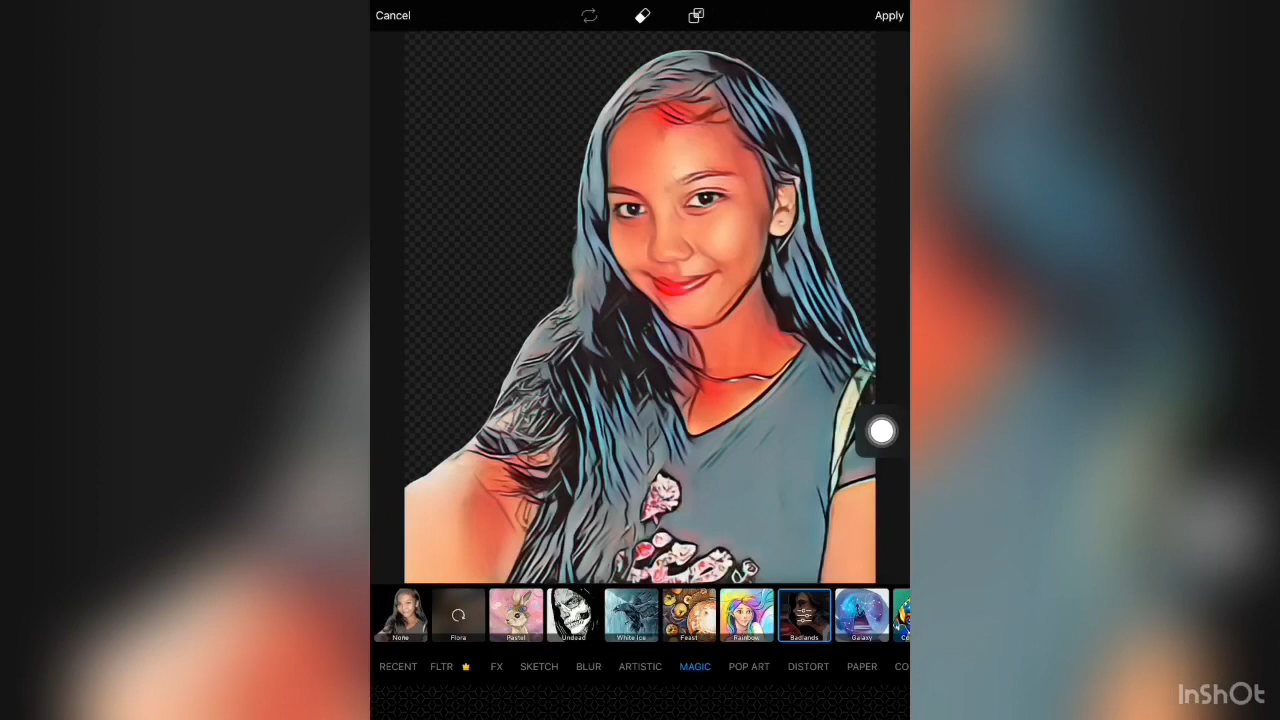 Cancel Apply
None Flora Pastel Undead White Ice Feast Rainbow Badlands Galaxy
RECENT FLTR FX SKETCH BLUR ARTISTIC MAGIC POP ART DISTORT PAPER CO
InShOt